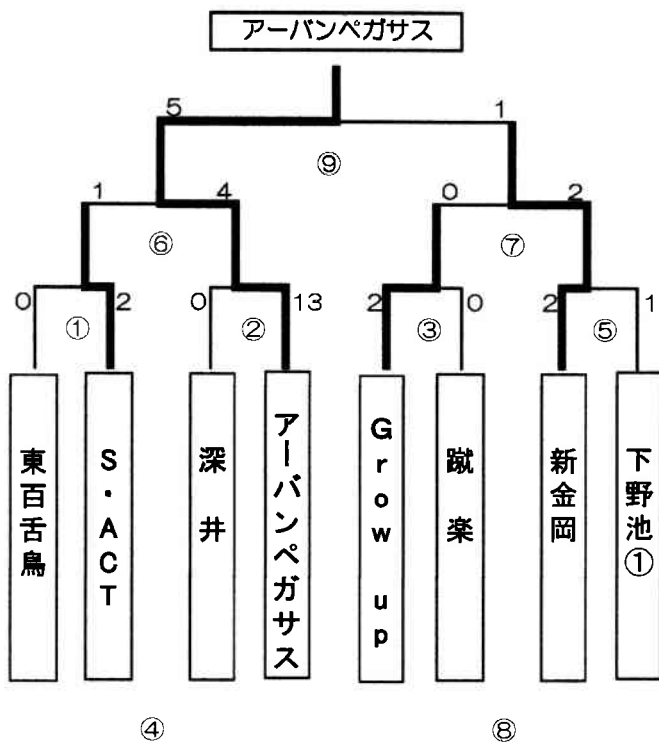 アーバンペガサス
5 1
⑨
1 4 0 2
⑥ ⑦
0 2 0 13 2 0 2 1
① ② ③ ⑤
東百舌鳥
S・ACT
深井
アーバンペガサス
Grow up
蹴楽
新金岡
下野池①
④ ⑧